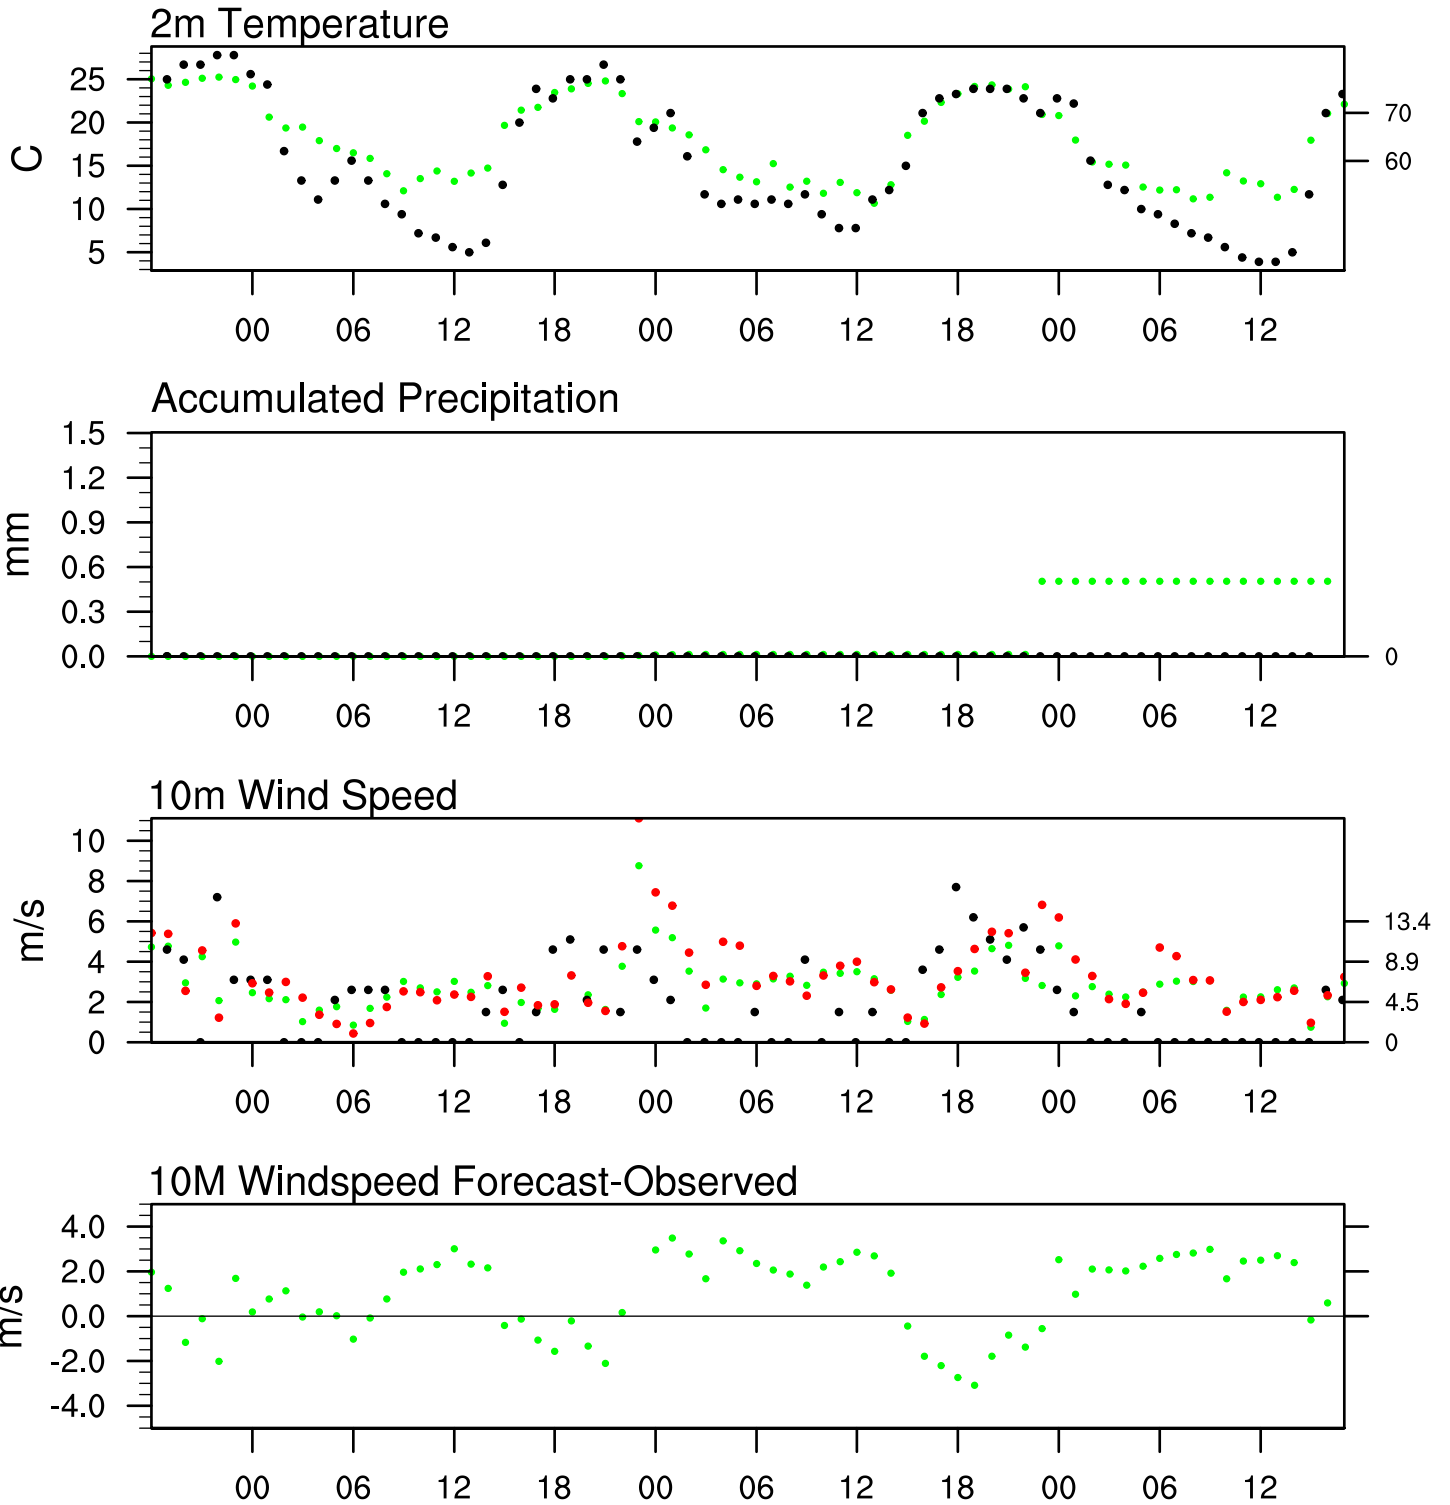 2m Temperature
25
20
15
10
5
C
70
60
00 06 12 18 00 06 12 18 00 06 12
Accumulated Precipitation
1.5
1.2
0.9
0.6
0.3
0.0
mm
0
00 06 12 18 00 06 12 18 00 06 12
10m Wind Speed
10
8
6
4
2
0
m/s
13.4
8.9
4.5
0
00 06 12 18 00 06 12 18 00 06 12
10M Windspeed Forecast-Observed
4.0
2.0
0.0
-2.0
-4.0
m/s
00 06 12 18 00 06 12 18 00 06 12